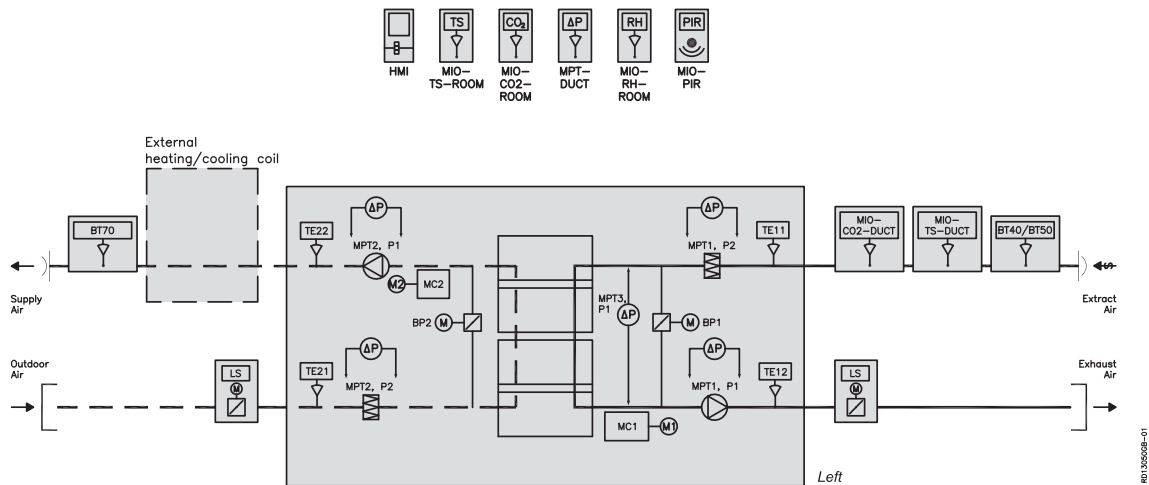 TS
CO₂
ΔP
RH
PIR
HMI
MIO–
TS–ROOM
MIO–
CO2–
ROOM
MPT–
DUCT
MIO–
RH–
ROOM
MIO–
PIR
External
heating/cooling coil
BT70
TE22
ΔP
MPT2, P1
M2
MC2
ΔP
MPT1, P2
TE11
MIO–
CO2–DUCT
MIO–
TS–DUCT
BT40/BT50
Supply
Air
Extract
Air
MPT3,
P1
ΔP
BP2
M
M
BP1
Outdoor
Air
LS
M
TE21
ΔP
MPT2, P2
ΔP
MPT1, P1
TE12
LS
M
Exhaust
Air
MC1
M1
Left
RD13050GB–01